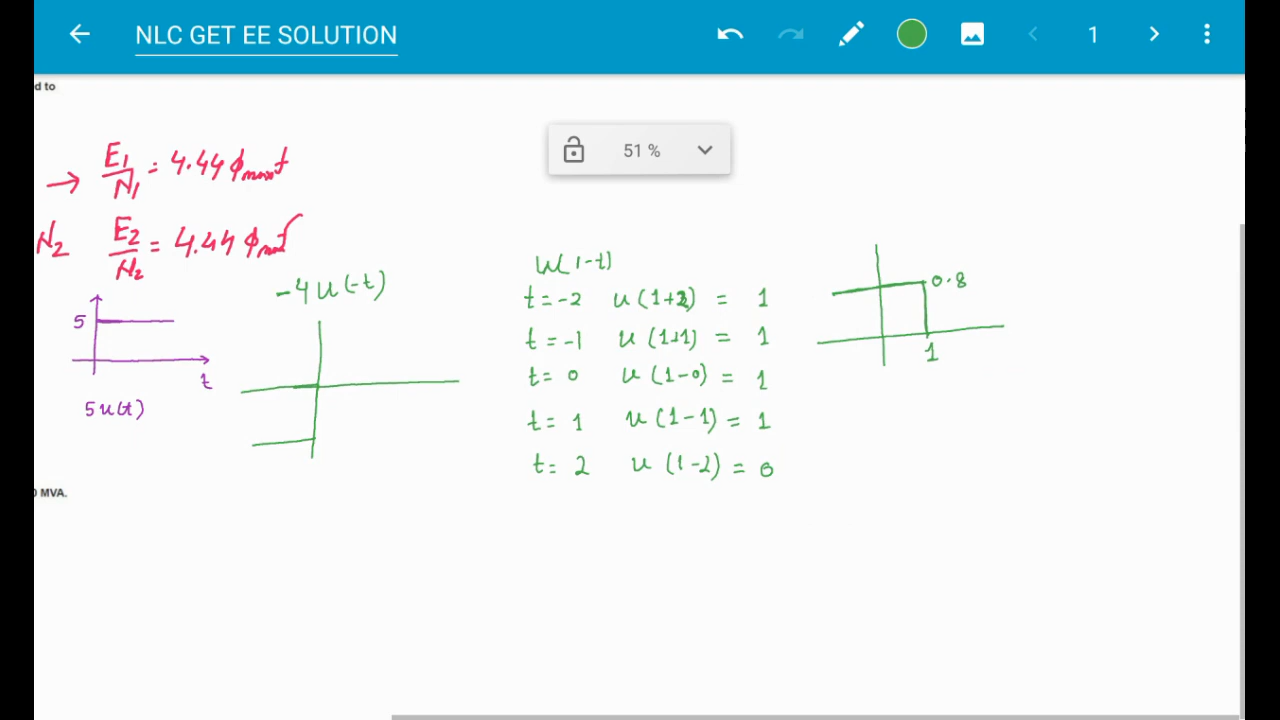 NLC GET EE SOLUTION
1
d to
51 %
→ E1/N1 = 4.44 ϕmax f
N2 E2/N2 = 4.44 ϕm f
5
t
5u(t)
-4u(-t)
u(1-t)
t=-2 u(1+2) = 1
t=-1 u(1+1) = 1
t= 0 u(1-0) = 1
t= 1 u(1-1) = 1
t= 2 u(1-2) = 0
0.8
1
MVA.